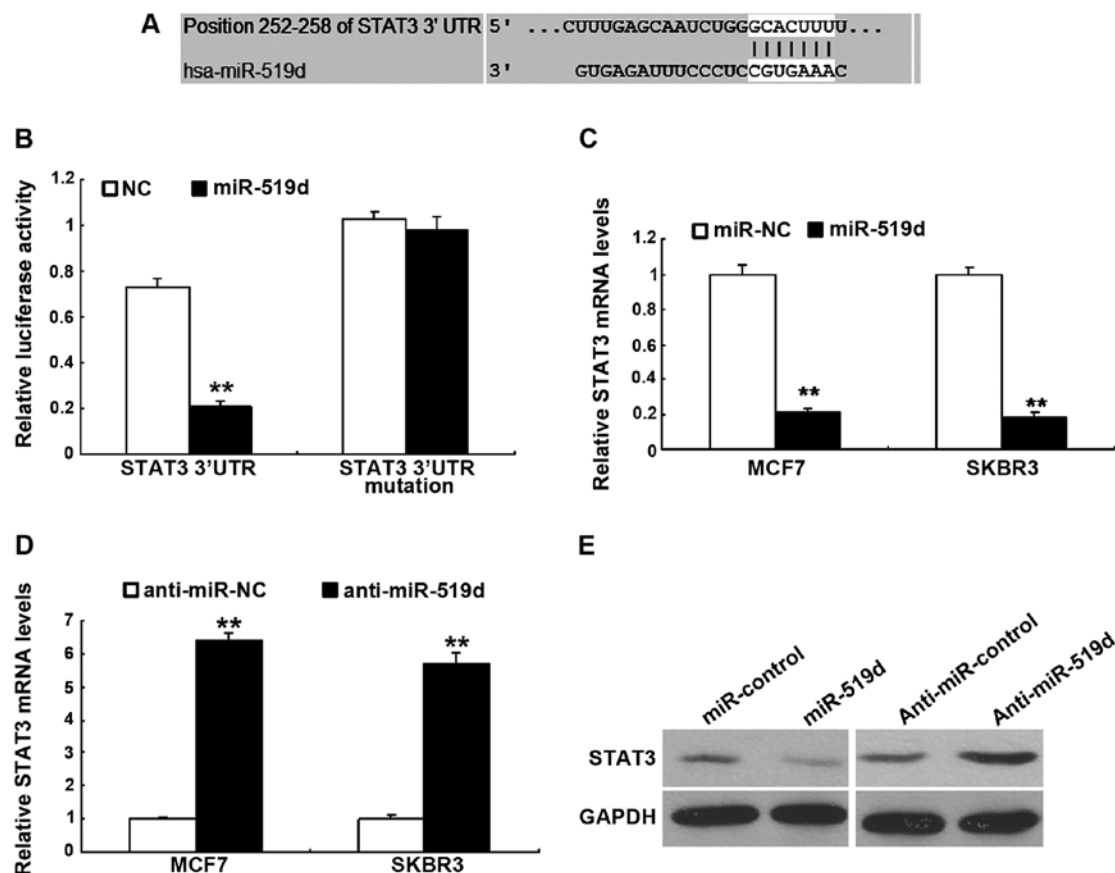 A
Position 252-258 of STAT3 3' UTR 5' ...CUUUGAGCAAUCUGGGCACUUUU...
hsa-miR-519d 3' GUGAGAUUUCCCUCCGUGAAAC
B
NC miR-519d
Relative luciferase activity
1.2
1
0.8
0.6
0.4
0.2
0
**
STAT3 3'UTR
STAT3 3'UTR
mutation
C
miR-NC miR-519d
Relative STAT3 mRNA levels
1.2
1
0.8
0.6
0.4
0.2
0
** **
MCF7 SKBR3
D
anti-miR-NC anti-miR-519d
Relative STAT3 mRNA levels
7
6
5
4
3
2
1
0
** **
MCF7 SKBR3
E
miR-control miR-519d Anti-miR-control Anti-miR-519d
STAT3
GAPDH